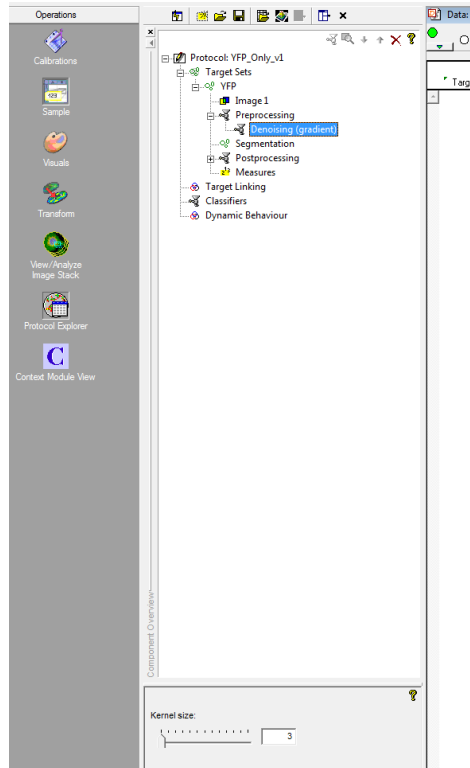 Operations
Calibrations
Sample
Visuals
Transform
View/Analyze
Image Stack
Protocol Explorer
C
Context Module View
Protocol: YFP_Only_v1
Target Sets
YFP
Image 1
Preprocessing
Denoising (gradient)
Segmentation
Postprocessing
Measures
Target Linking
Classifiers
Dynamic Behaviour
Component Overview
Kernel size:
3
Data:
Targ